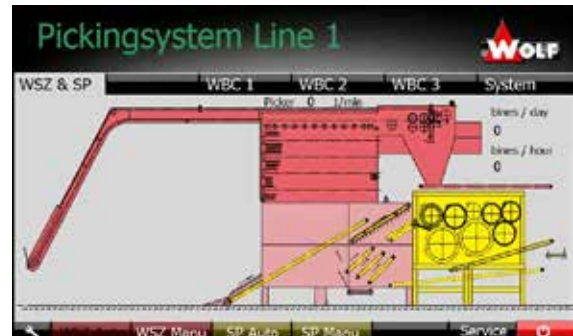 Pickingsystem Line 1
WOLF
WSZ & SP
WBC 1
WBC 2
WBC 3
System
Picker 0 1/min
bines / day
0
bines / hour
0
WSZ Manu
SP Auto
SP Manu
Service